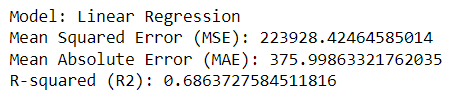 Model: Linear Regression
Mean Squared Error (MSE): 223928.42464585014
Mean Absolute Error (MAE): 375.99863321762035
R-squared (R2): 0.6863727584511816